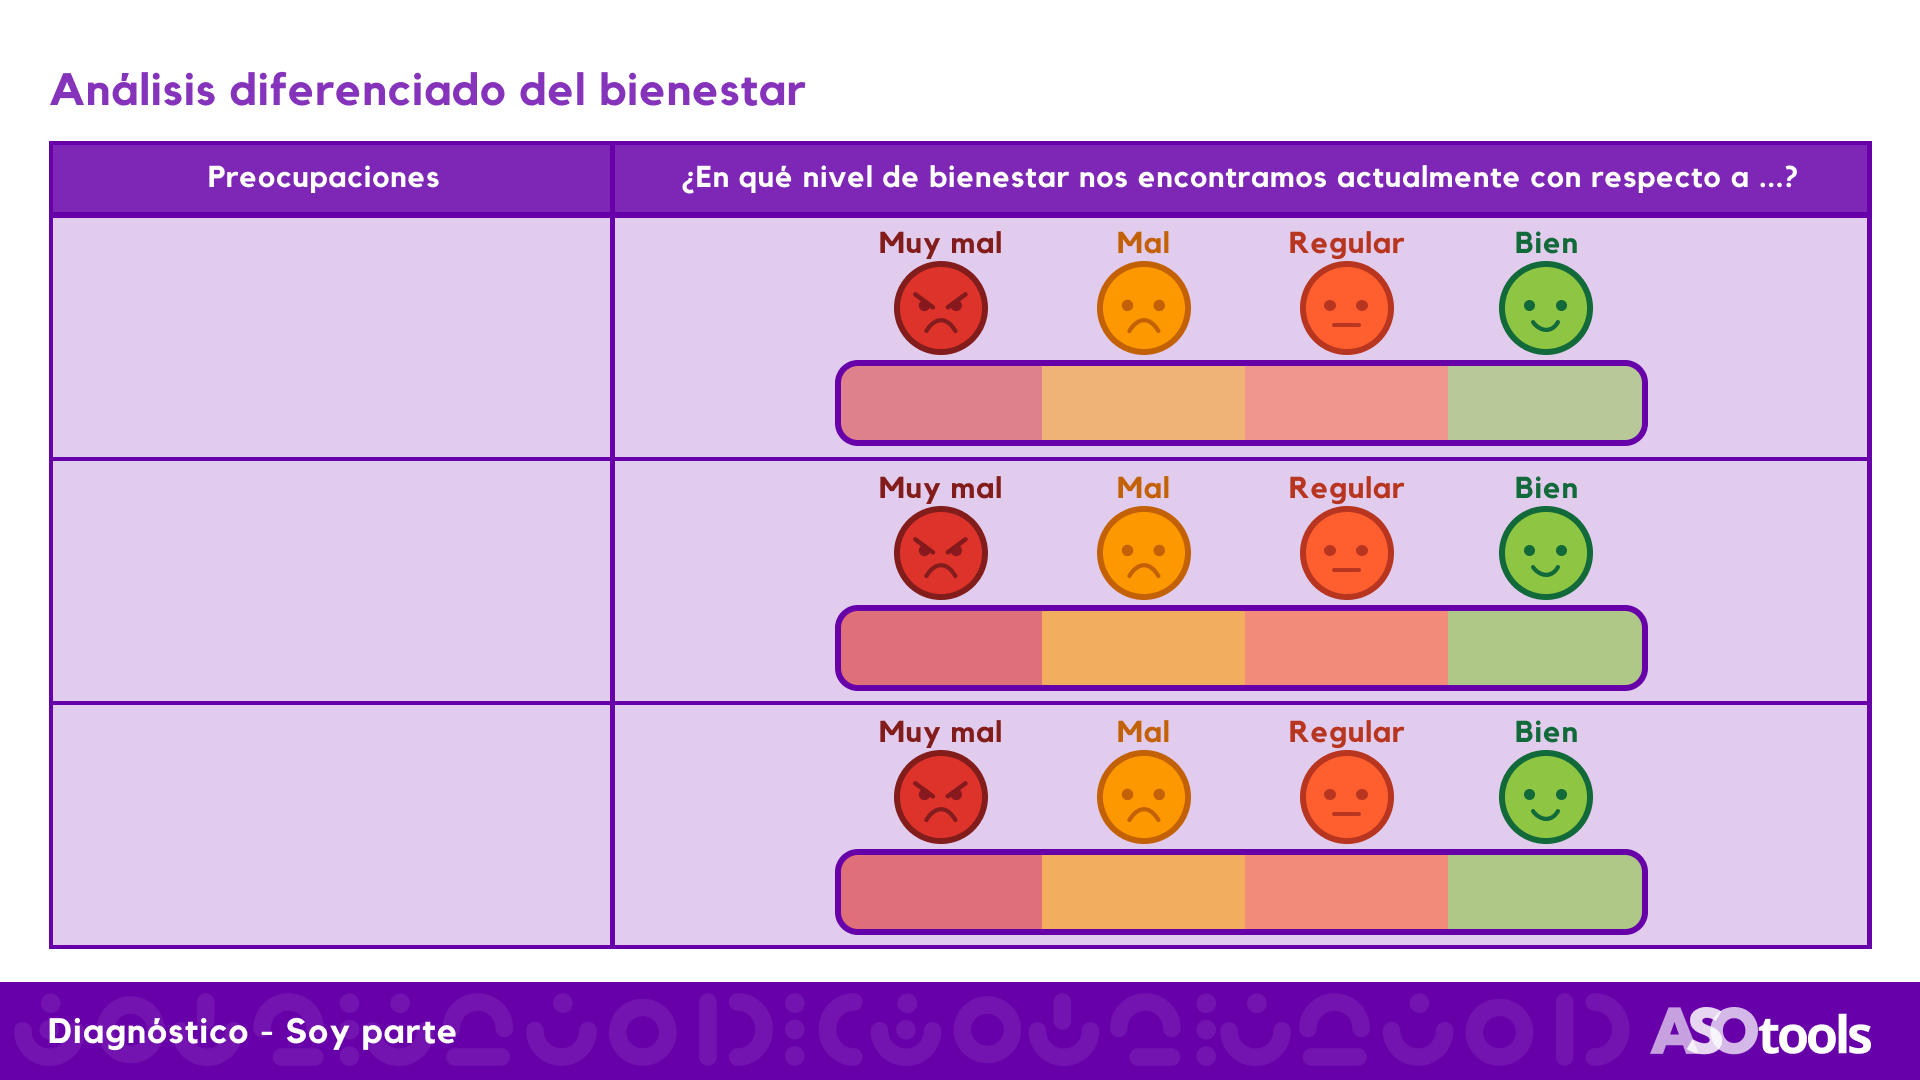 Análisis diferenciado del bienestar
Preocupaciones
¿En qué nivel de bienestar nos encontramos actualmente con respecto a ...?
Muy mal Mal Regular Bien
Muy mal Mal Regular Bien
Muy mal Mal Regular Bien
Diagnóstico - Soy parte
ASOtools